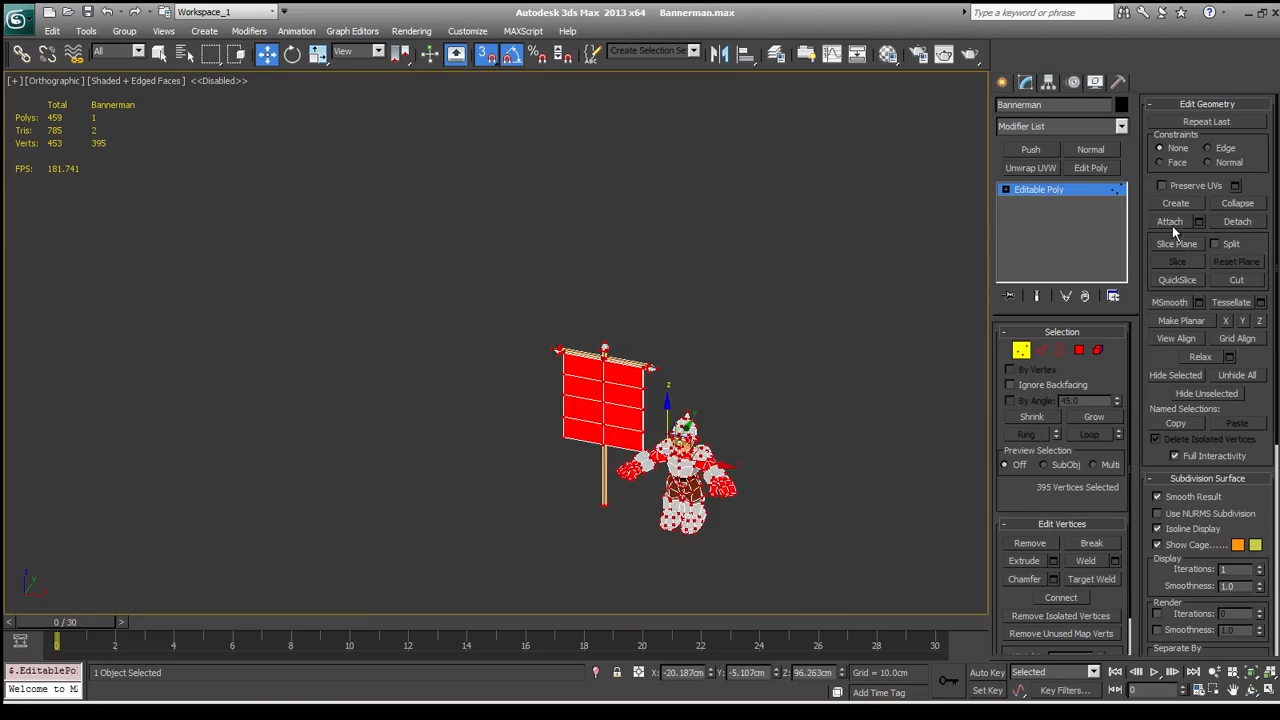 Workspace_1
Autodesk 3ds Max 2013 x64 Bannerman.max
Type a keyword or phrase
Edit Tools Group Views Create Modifiers Animation Graph Editors Rendering Customize MAXScript Help
All View 3 Create Selection Se
[+] [Orthographic] [Shaded + Edged Faces] <<Disabled>>
Total Bannerman
Polys: 459 1
Tris: 785 2
Verts: 453 395
FPS: 181.741
z
Bannerman
Modifier List
Push Normal
Unwrap UVW Edit Poly
Editable Poly
Selection
By Vertex
Ignore Backfacing
By Angle: 45.0
Shrink Grow
Ring Loop
Preview Selection
Off SubObj Multi
395 Vertices Selected
Edit Vertices
Remove Break
Extrude Weld
Chamfer Target Weld
Connect
Remove Isolated Vertices
Remove Unused Map Verts
Edit Geometry
Repeat Last
Constraints
None Edge
Face Normal
Preserve UVs
Create Collapse
Attach Detach
Slice Plane Split
Slice Reset Plane
QuickSlice Cut
MSmooth Tessellate
Make Planar X Y Z
View Align Grid Align
Relax
Hide Selected Unhide All
Hide Unselected
Named Selections:
Copy Paste
Delete Isolated Vertices
Full Interactivity
Subdivision Surface
Smooth Result
Use NURMS Subdivision
Isoline Display
Show Cage......
Display
Iterations: 1
Smoothness: 1.0
Render
Iterations: 0
Smoothness: 1.0
Separate By
z y
< 0 / 30 >
0 2 4 6 8 10 12 14 16 18 20 22 24 26 28 30
$.EditablePo
Welcome to M
1 Object Selected
X: -20.187cm Y: -5.107cm Z: 96.263cm Grid = 10.0cm
Add Time Tag
Auto Key Selected
Set Key Key Filters... 0